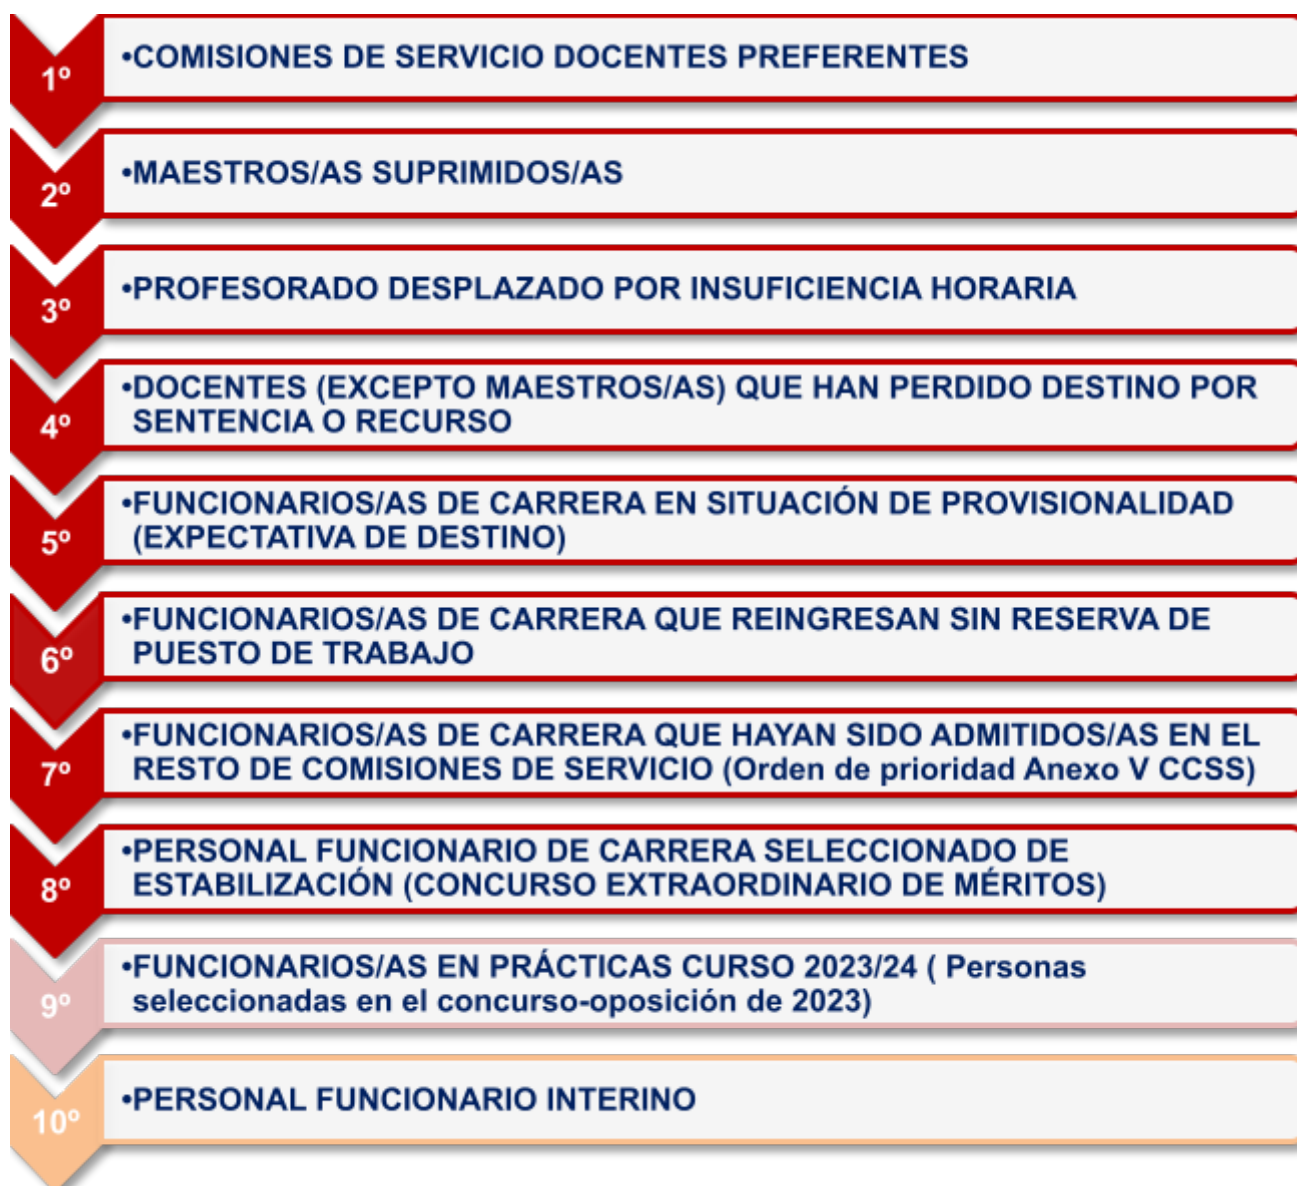 1º
•COMISIONES DE SERVICIO DOCENTES PREFERENTES
2º
•MAESTROS/AS SUPRIMIDOS/AS
3º
•PROFESORADO DESPLAZADO POR INSUFICIENCIA HORARIA
4º
•DOCENTES (EXCEPTO MAESTROS/AS) QUE HAN PERDIDO DESTINO POR
SENTENCIA O RECURSO
5º
•FUNCIONARIOS/AS DE CARRERA EN SITUACIÓN DE PROVISIONALIDAD
(EXPECTATIVA DE DESTINO)
6º
•FUNCIONARIOS/AS DE CARRERA QUE REINGRESAN SIN RESERVA DE
PUESTO DE TRABAJO
7º
•FUNCIONARIOS/AS DE CARRERA QUE HAYAN SIDO ADMITIDOS/AS EN EL
RESTO DE COMISIONES DE SERVICIO (Orden de prioridad Anexo V CCSS)
8º
•PERSONAL FUNCIONARIO DE CARRERA SELECCIONADO DE
ESTABILIZACIÓN (CONCURSO EXTRAORDINARIO DE MÉRITOS)
9º
•FUNCIONARIOS/AS EN PRÁCTICAS CURSO 2023/24 ( Personas
seleccionadas en el concurso-oposición de 2023)
10º
•PERSONAL FUNCIONARIO INTERINO